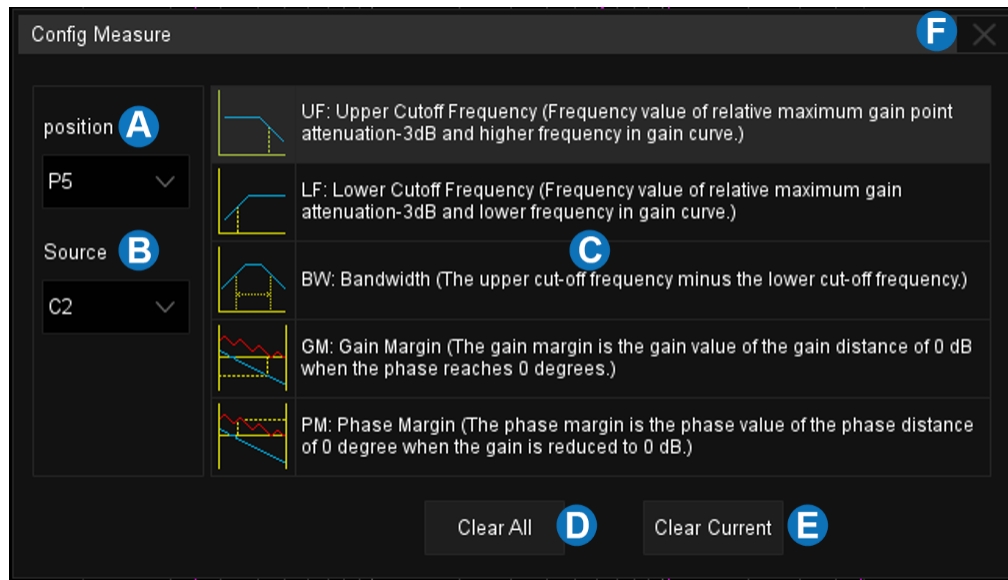 Config Measure F
position A
P5
Source B
C2
UF: Upper Cutoff Frequency (Frequency value of relative maximum gain point
attenuation-3dB and higher frequency in gain curve.)
LF: Lower Cutoff Frequency (Frequency value of relative maximum gain
attenuation-3dB and lower frequency in gain curve.)
C
BW: Bandwidth (The upper cut-off frequency minus the lower cut-off frequency.)
GM: Gain Margin (The gain margin is the gain value of the gain distance of 0 dB
when the phase reaches 0 degrees.)
PM: Phase Margin (The phase margin is the phase value of the phase distance
of 0 degree when the gain is reduced to 0 dB.)
Clear All D Clear Current E